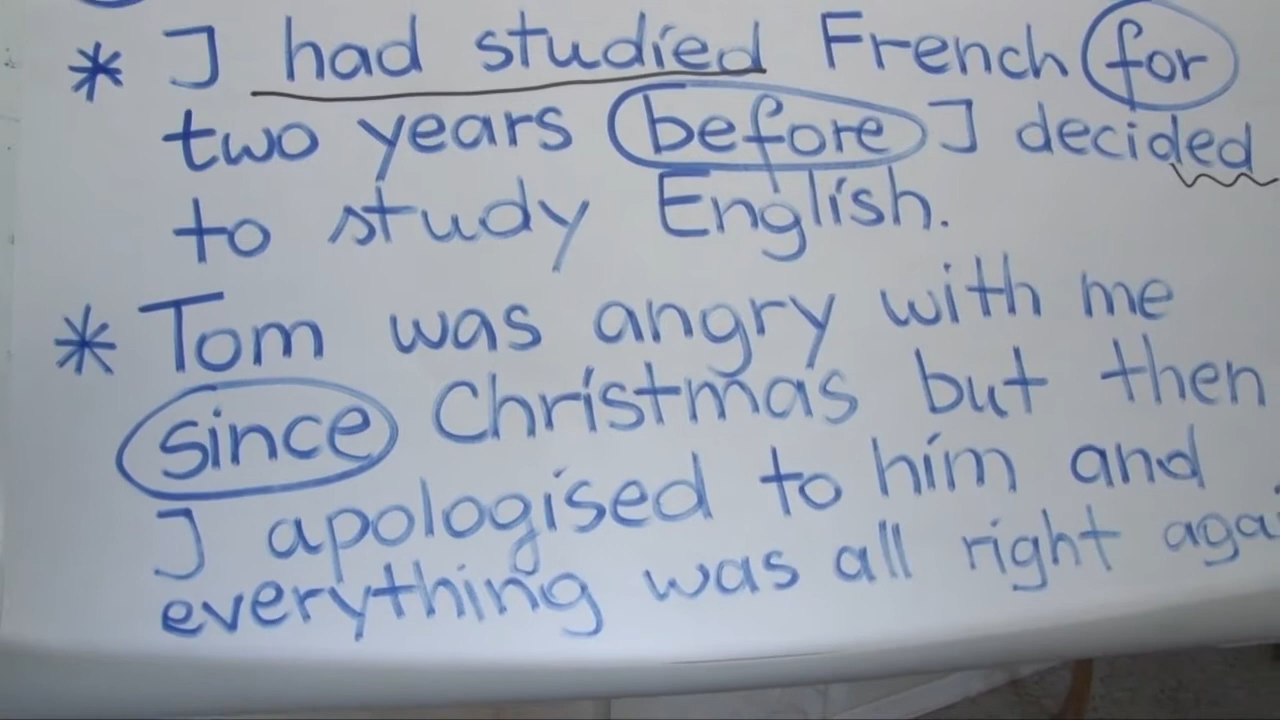 * I had studied French for
two years before I decided
to study English.
* Tom was angry with me
since Christmas but then
I apologised to him and
everything was all right agai